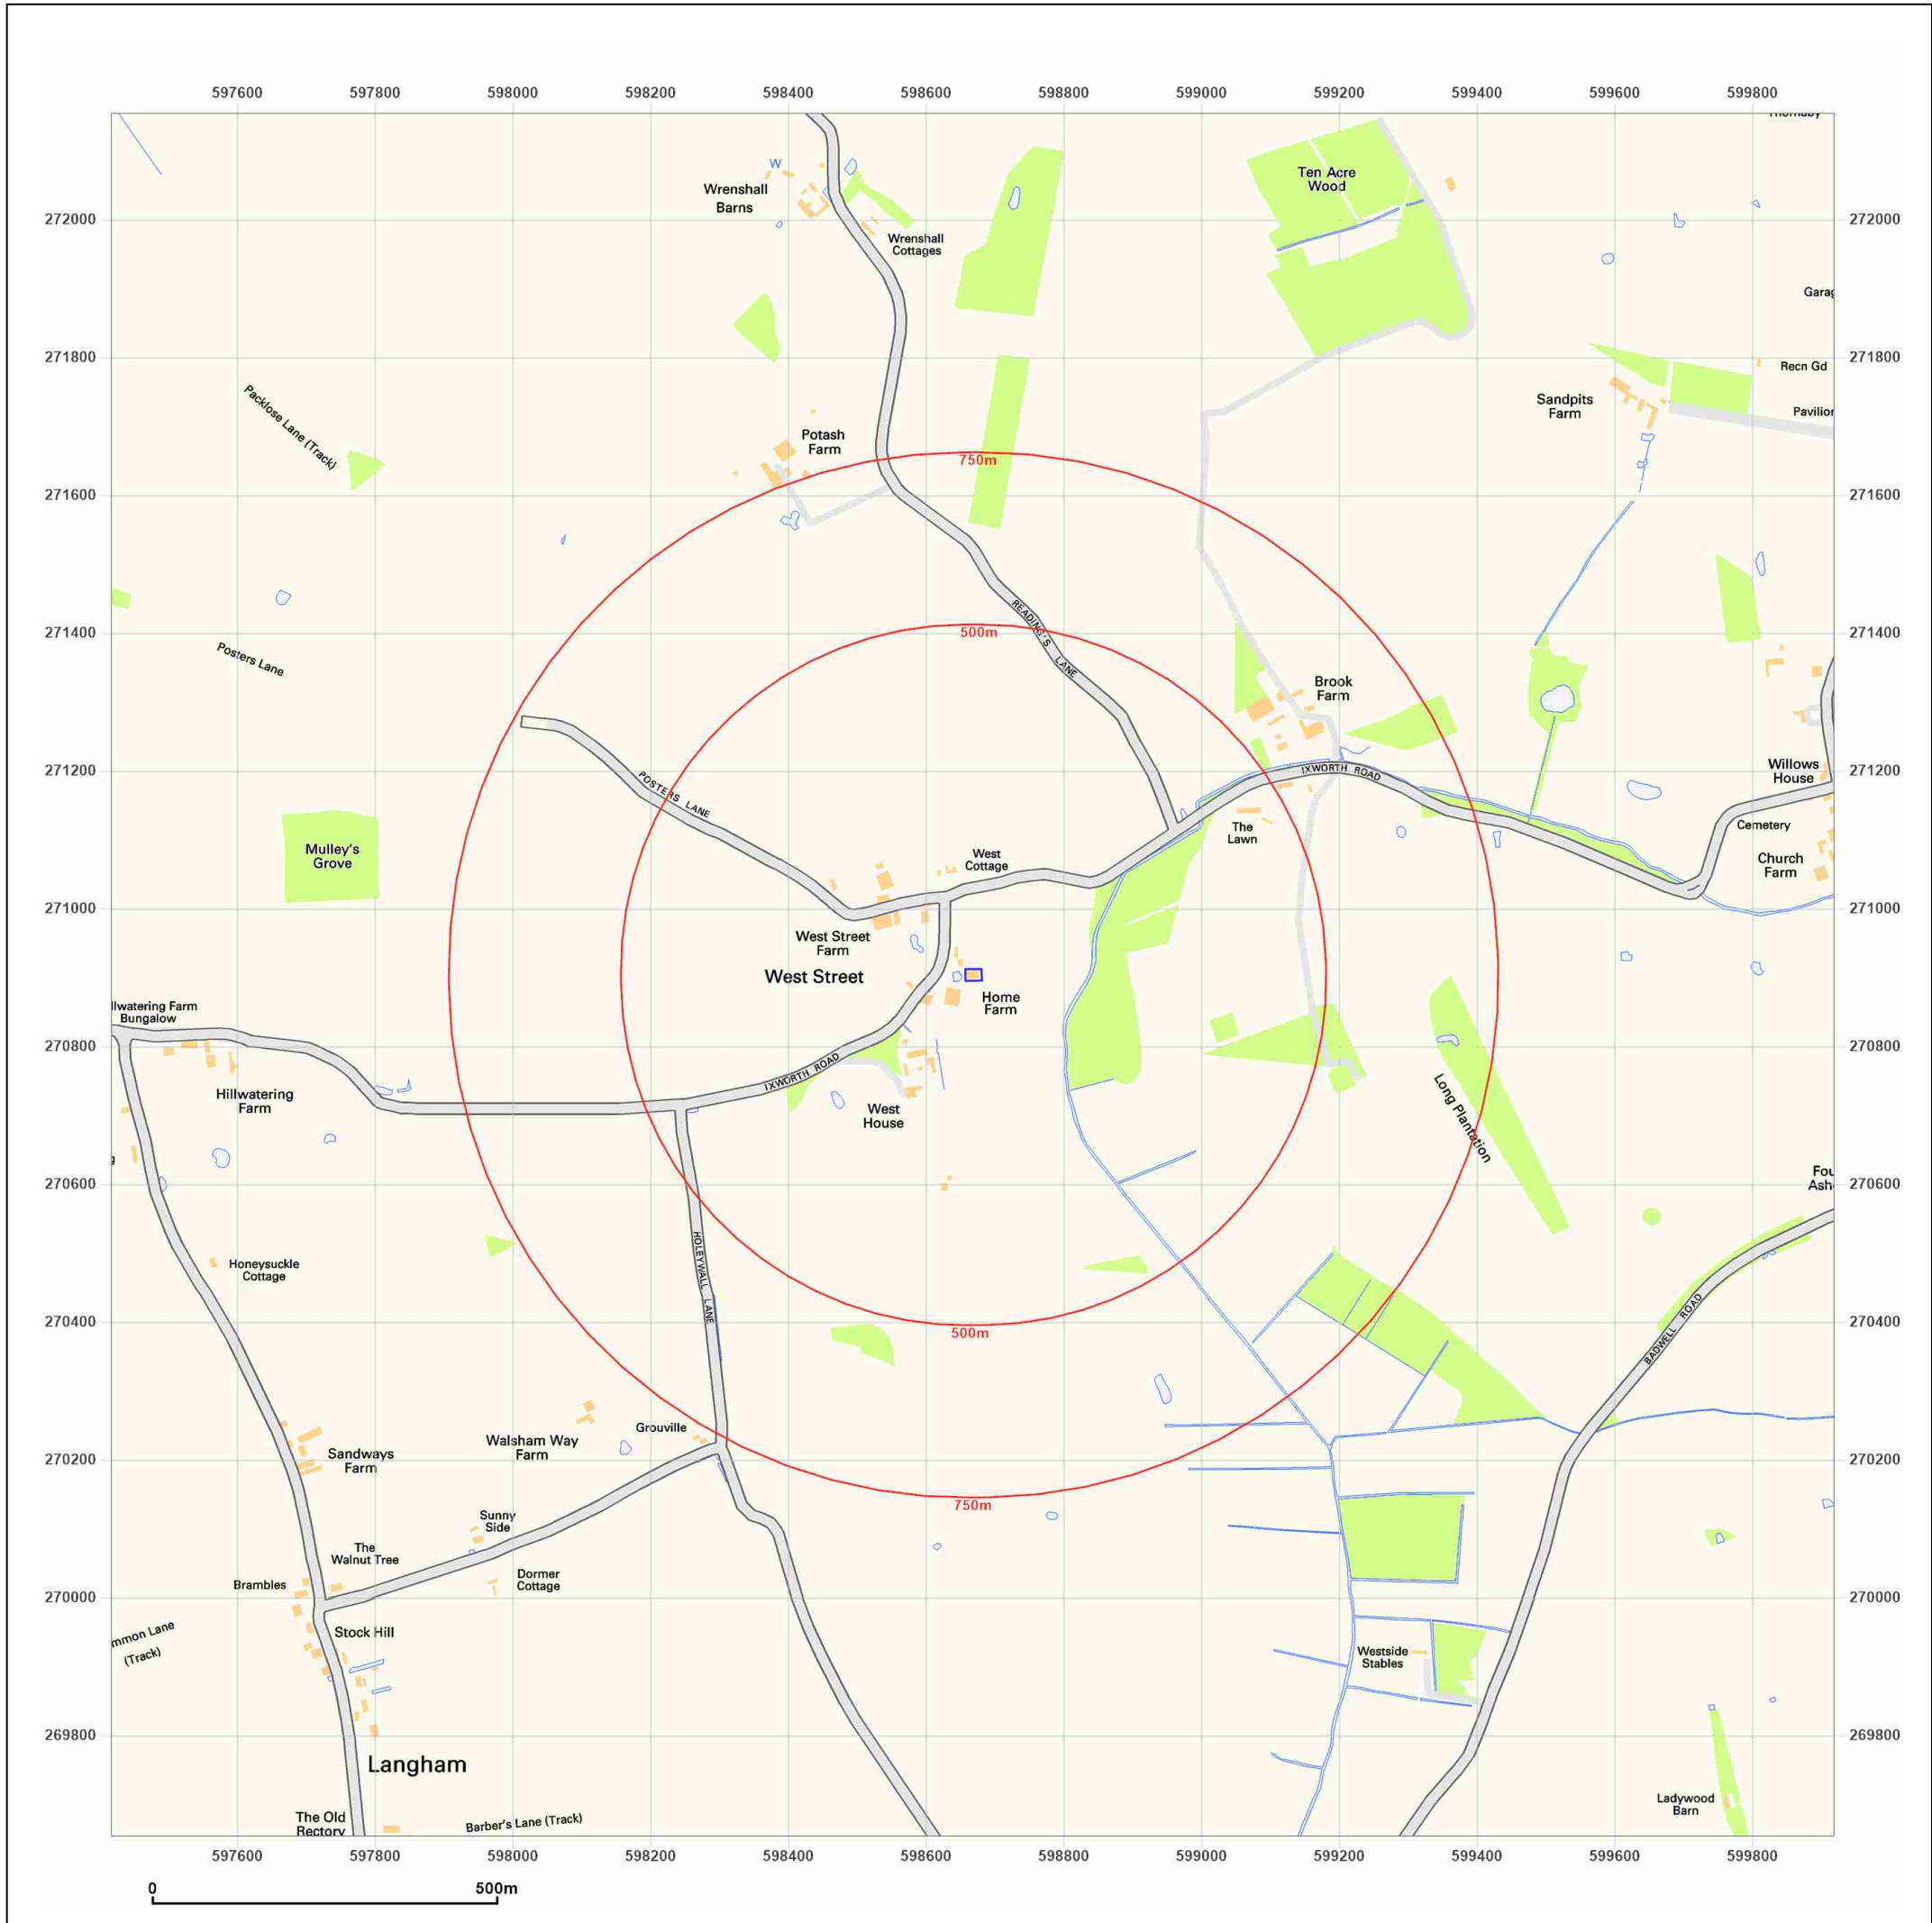 597600 597800 598000 598200 598400 598600 598800 599000 599200 599400 599600 599800
W
Wrenshall
Barns
Ten Acre
Wood
272000
272000
Wrenshall
Cottages
Garag
271800
271800
Recn Gd
Packlose Lane (Track)
Sandpits
Farm
Pavilion
Potash
Farm
750m
271600
271600
READING'S LANE
500m
271400
271400
Posters Lane
Brook
Farm
271200
271200
IXWORTH ROAD
Willows
House
POSTERS LANE
The
Lawn
Cemetery
Mulley's
Grove
West
Cottage
Church
Farm
271000
271000
West Street
Farm
West Street
Home
Farm
llwatering Farm
Bungalow
270800
270800
IXWORTH ROAD
Hillwatering
Farm
West
House
Long Plantation
270600
270600
Fou
Ash
HOLEYWALL LANE
Honeysuckle
Cottage
270400
270400
500m
BADWELL ROAD
Grouville
Walsham Way
Farm
Sandways
Farm
270200
270200
750m
Sunny
Side
The
Walnut Tree
Brambles
Dormer
Cottage
270000
270000
mmon Lane
(Track)
Stock Hill
Westside
Stables
269800
269800
Langham
Ladywood
Barn
The Old
Rectory
Barber's Lane (Track)
597600 597800 598000 598200 598400 598600 598800 599000 599200 599400 599600 599800
0 500m